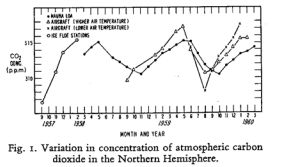 • MAUNA LOA
△ AIRCRAFT (HIGHER AIR TEMPERATURE)
× AIRCRAFT (LOWER AIR TEMPERATURE)
○ ICE FLOE STATIONS
CO₂
CONC.
(p.p.m.)
315
310
9 10 11 12 1 2 3 4 5 6 7 8 9 10 11 12 1 2 3 4 5 6 7 8 9 10 11 12 1 2 3
1957 1958 1959 1960
MONTH AND YEAR
Fig. 1. Variation in concentration of atmospheric carbon
dioxide in the Northern Hemisphere.